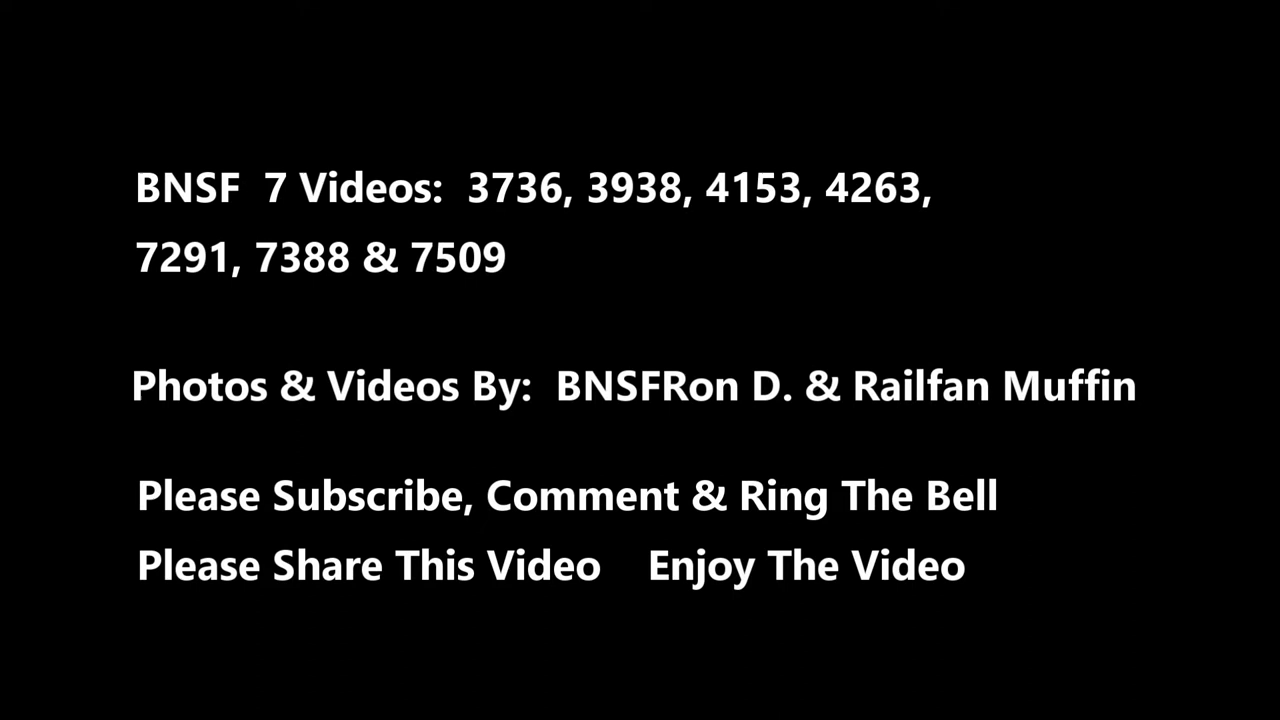 BNSF  7 Videos:  3736, 3938, 4153, 4263,
7291, 7388 & 7509
Photos & Videos By:  BNSFRon D. & Railfan Muffin
Please Subscribe, Comment & Ring The Bell
Please Share This Video    Enjoy The Video